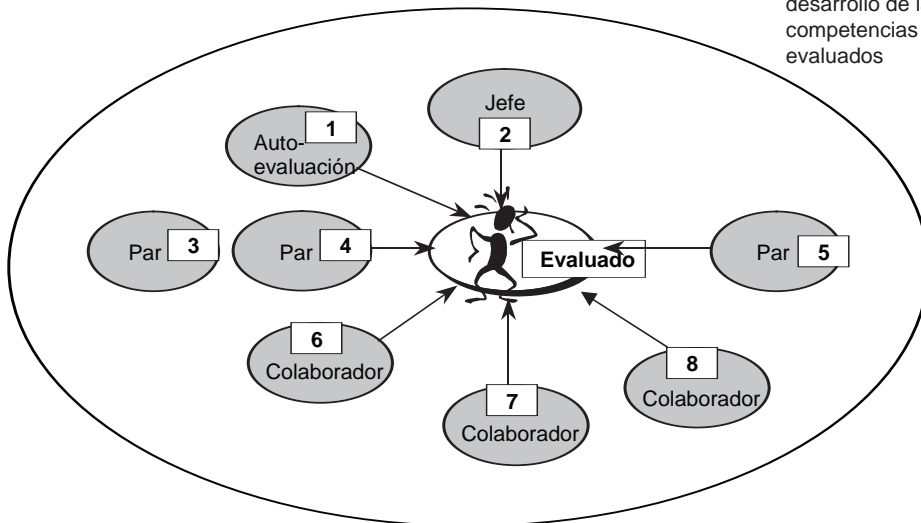 desarrollo de l
competencias
evaluados
Jefe
2
1
Auto-
evaluación
Par 3
Par 4
Evaluado
Par 5
6
Colaborador
7
Colaborador
8
Colaborador